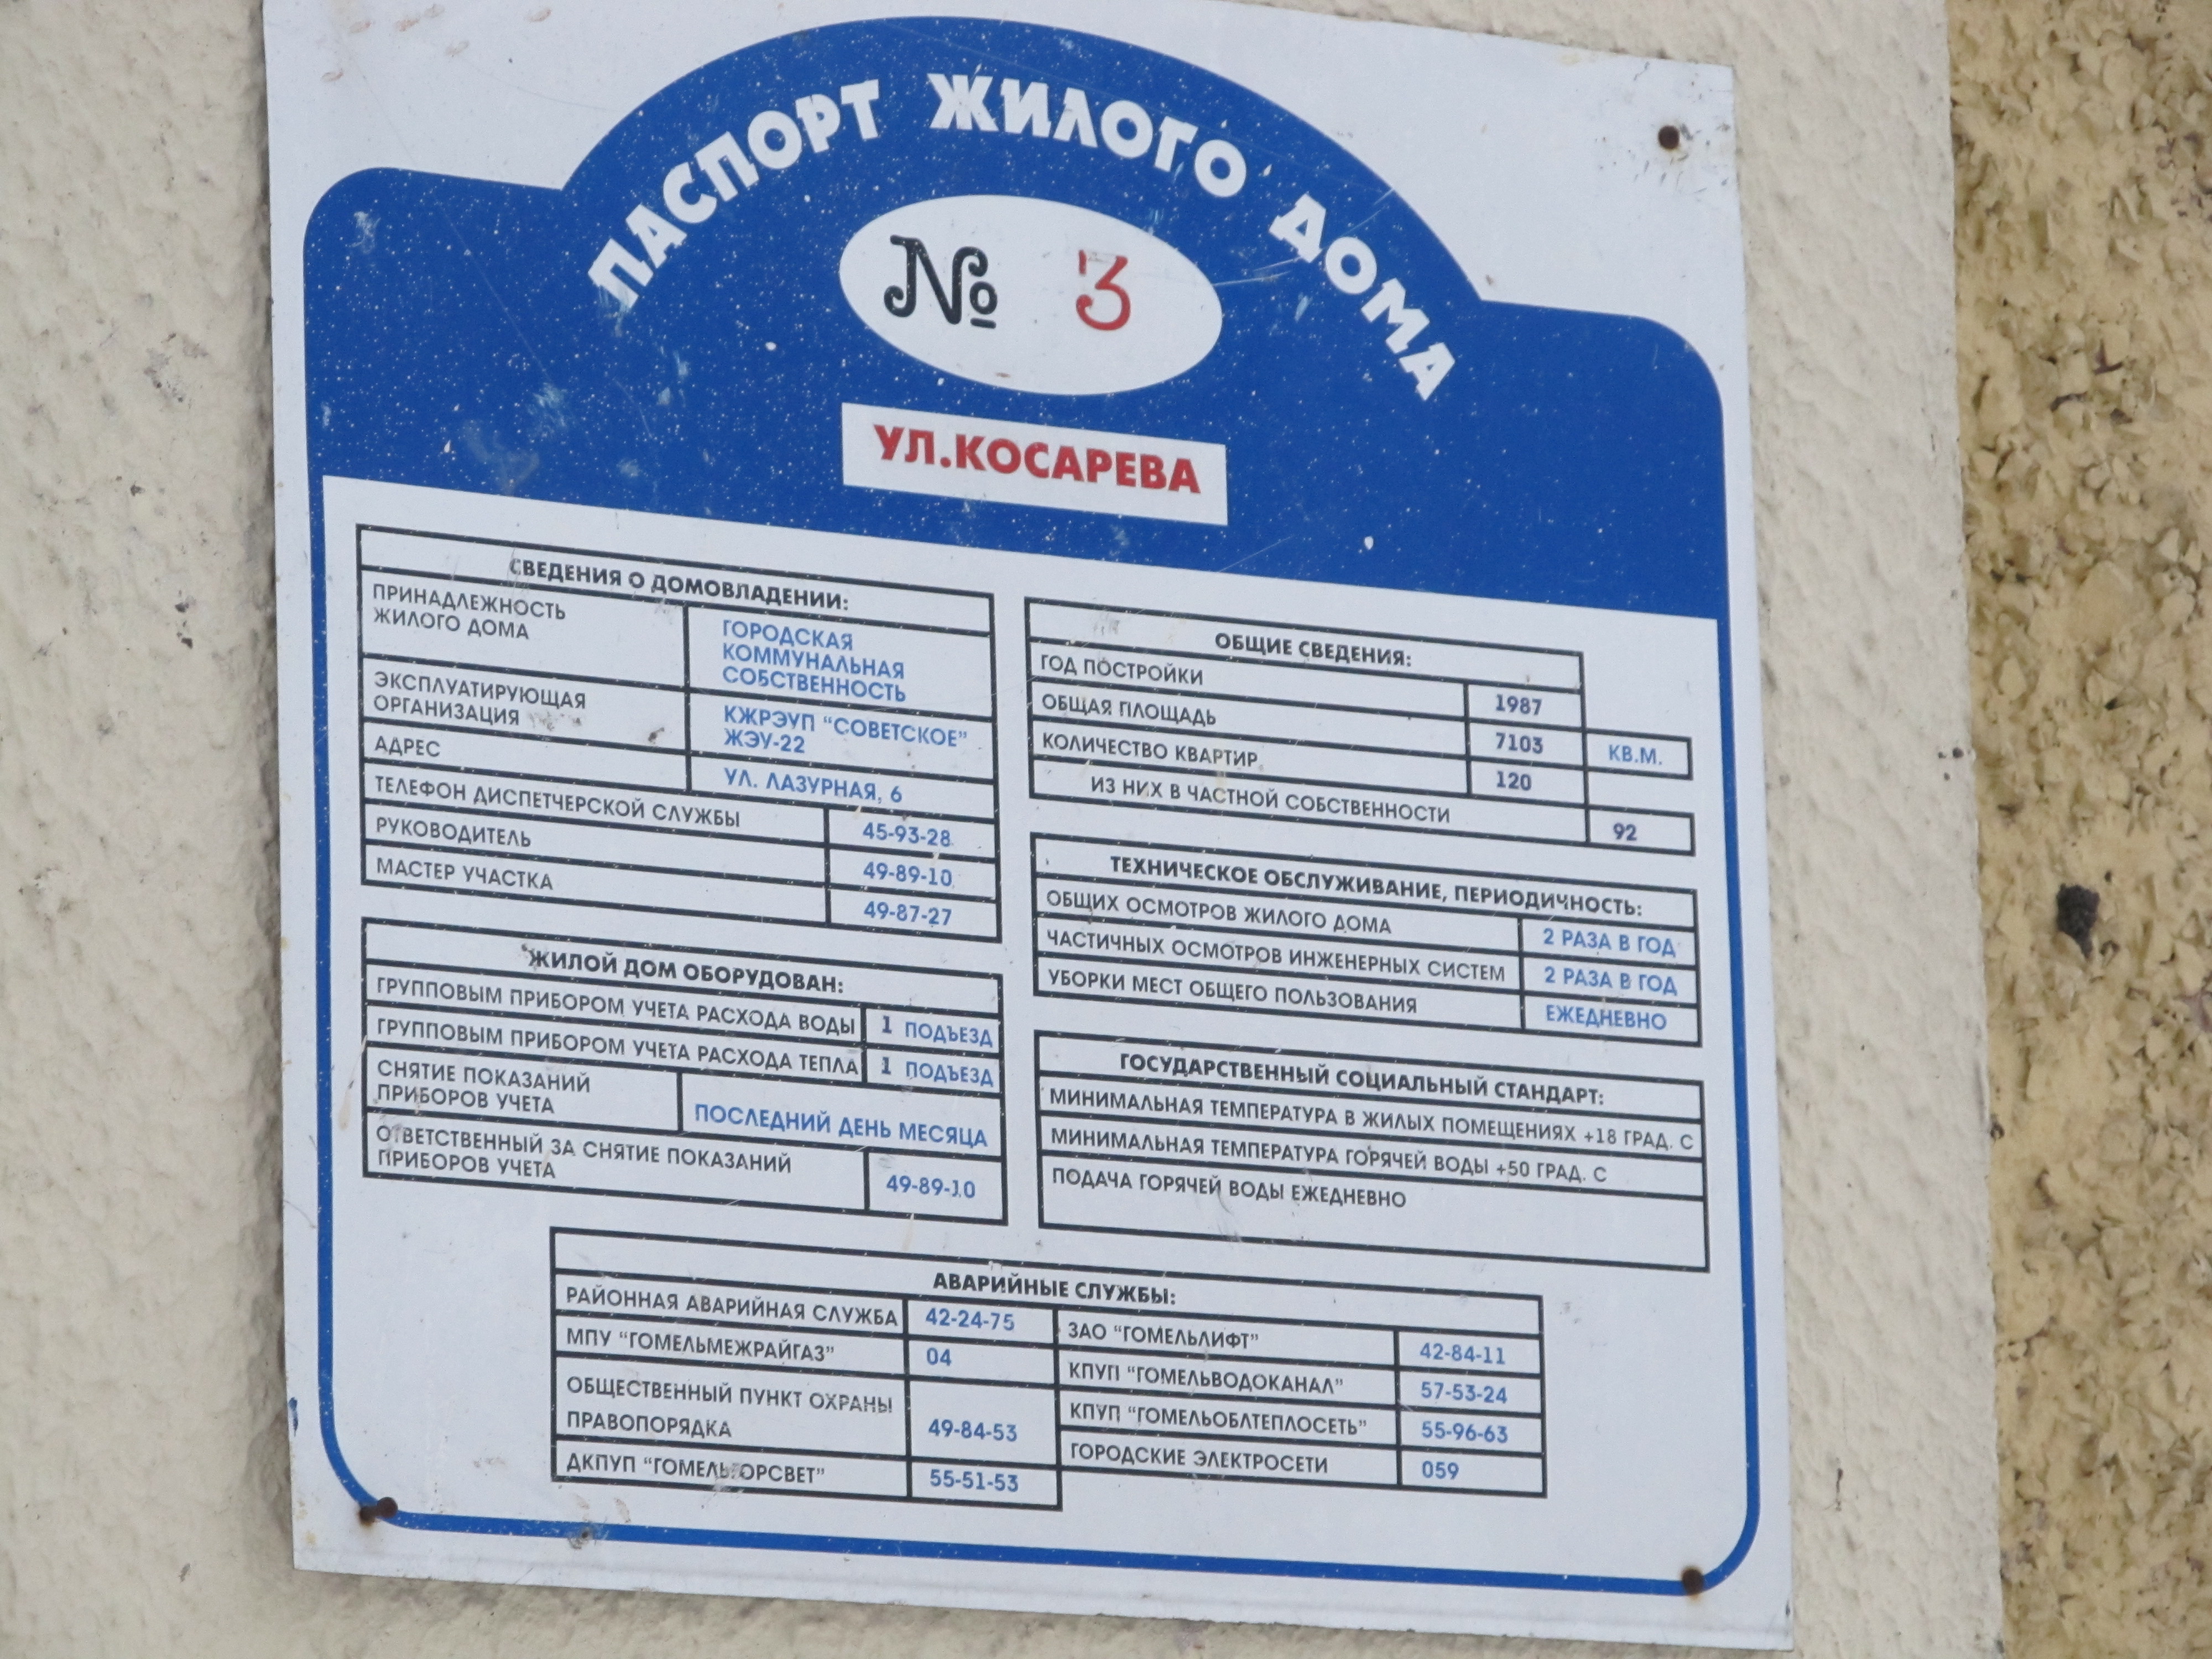 ПАСПОРТ ЖИЛОГО ДОМА
№ 3
УЛ.КОСАРЕВА
СВЕДЕНИЯ О ДОМОВЛАДЕНИИ:
ПРИНАДЛЕЖНОСТЬ
ЖИЛОГО ДОМА
ГОРОДСКАЯ
КОММУНАЛЬНАЯ
СОБСТВЕННОСТЬ
ЭКСПЛУАТИРУЮЩАЯ
ОРГАНИЗАЦИЯ
КЖРЭУП "СОВЕТСКОЕ"
ЖЭУ-22
АДРЕС УЛ. ЛАЗУРНАЯ, 6
ТЕЛЕФОН ДИСПЕТЧЕРСКОЙ СЛУЖБЫ 45-93-28
РУКОВОДИТЕЛЬ 49-89-10
МАСТЕР УЧАСТКА 49-87-27
ЖИЛОЙ ДОМ ОБОРУДОВАН:
ГРУППОВЫМ ПРИБОРОМ УЧЕТА РАСХОДА ВОДЫ 1 ПОДЪЕЗД
ГРУППОВЫМ ПРИБОРОМ УЧЕТА РАСХОДА ТЕПЛА 1 ПОДЪЕЗД
СНЯТИЕ ПОКАЗАНИЙ
ПРИБОРОВ УЧЕТА
ПОСЛЕДНИЙ ДЕНЬ МЕСЯЦА
ОТВЕТСТВЕННЫЙ ЗА СНЯТИЕ ПОКАЗАНИЙ
ПРИБОРОВ УЧЕТА
49-89-10
ОБЩИЕ СВЕДЕНИЯ:
ГОД ПОСТРОЙКИ 1987
ОБЩАЯ ПЛОЩАДЬ 7103 КВ.М.
КОЛИЧЕСТВО КВАРТИР 120
ИЗ НИХ В ЧАСТНОЙ СОБСТВЕННОСТИ 92
ТЕХНИЧЕСКОЕ ОБСЛУЖИВАНИЕ, ПЕРИОДИЧНОСТЬ:
ОБЩИХ ОСМОТРОВ ЖИЛОГО ДОМА 2 РАЗА В ГОД
ЧАСТИЧНЫХ ОСМОТРОВ ИНЖЕНЕРНЫХ СИСТЕМ 2 РАЗА В ГОД
УБОРКИ МЕСТ ОБЩЕГО ПОЛЬЗОВАНИЯ ЕЖЕДНЕВНО
ГОСУДАРСТВЕННЫЙ СОЦИАЛЬНЫЙ СТАНДАРТ:
МИНИМАЛЬНАЯ ТЕМПЕРАТУРА В ЖИЛЫХ ПОМЕЩЕНИЯХ +18 ГРАД. С
МИНИМАЛЬНАЯ ТЕМПЕРАТУРА ГОРЯЧЕЙ ВОДЫ +50 ГРАД. С
ПОДАЧА ГОРЯЧЕЙ ВОДЫ ЕЖЕДНЕВНО
АВАРИЙНЫЕ СЛУЖБЫ:
РАЙОННАЯ АВАРИЙНАЯ СЛУЖБА 42-24-75
МПУ "ГОМЕЛЬМЕЖРАЙГАЗ" 04
ОБЩЕСТВЕННЫЙ ПУНКТ ОХРАНЫ
ПРАВОПОРЯДКА 49-84-53
ДКПУП "ГОМЕЛЬГОРСВЕТ" 55-51-53
ЗАО "ГОМЕЛЬЛИФТ" 42-84-11
КПУП "ГОМЕЛЬВОДОКАНАЛ" 57-53-24
КПУП "ГОМЕЛЬОБЛТЕПЛОСЕТЬ" 55-96-63
ГОРОДСКИЕ ЭЛЕКТРОСЕТИ 059